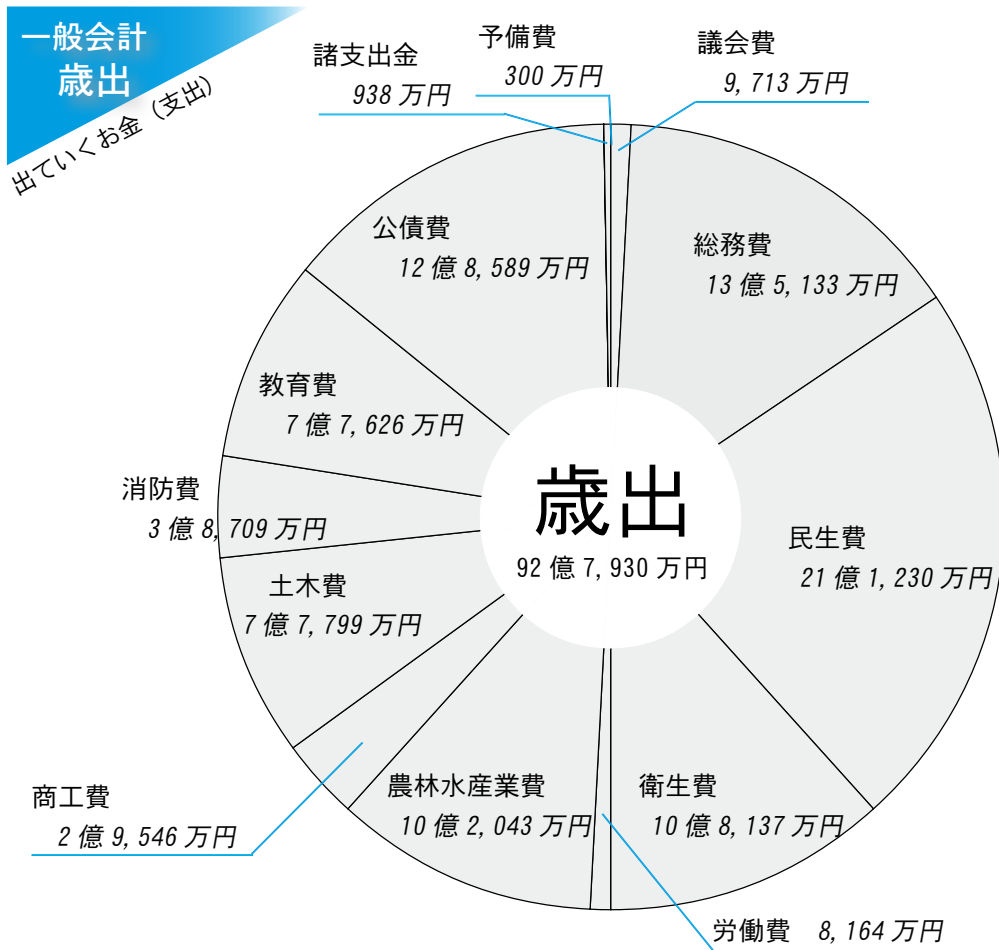 一般会計
歳出
出ていくお金（支出）
諸支出金
938 万円
予備費
300 万円
議会費
9,713 万円
公債費
12 億 8,589 万円
総務費
13 億 5,133 万円
教育費
7 億 7,626 万円
消防費
3 億 8,709 万円
歳出
92 億 7,930 万円
民生費
21 億 1,230 万円
土木費
7 億 7,799 万円
商工費
2 億 9,546 万円
農林水産業費
10 億 2,043 万円
衛生費
10 億 8,137 万円
労働費　8,164 万円